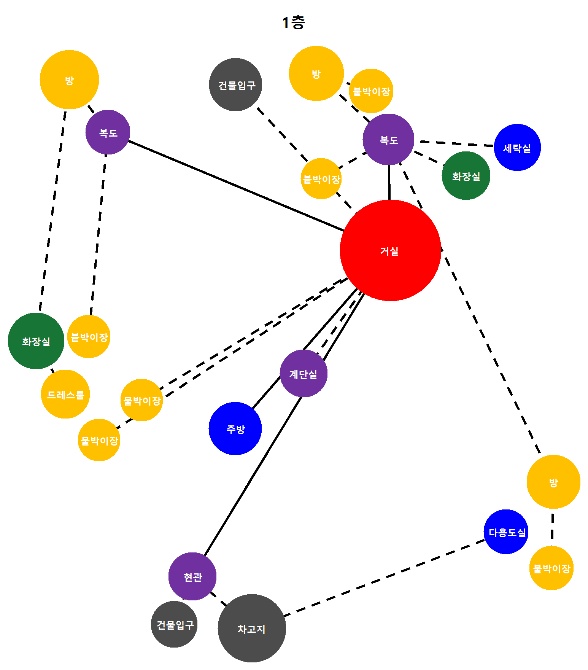 1층
방
건물입구
방
붙박이장
복도
복도
세탁실
붙박이장
화장실
거실
화장실
붙박이장
계단실
드레스룸
붙박이장
주방
붙박이장
방
다용도실
붙박이장
현관
건물입구
차고지